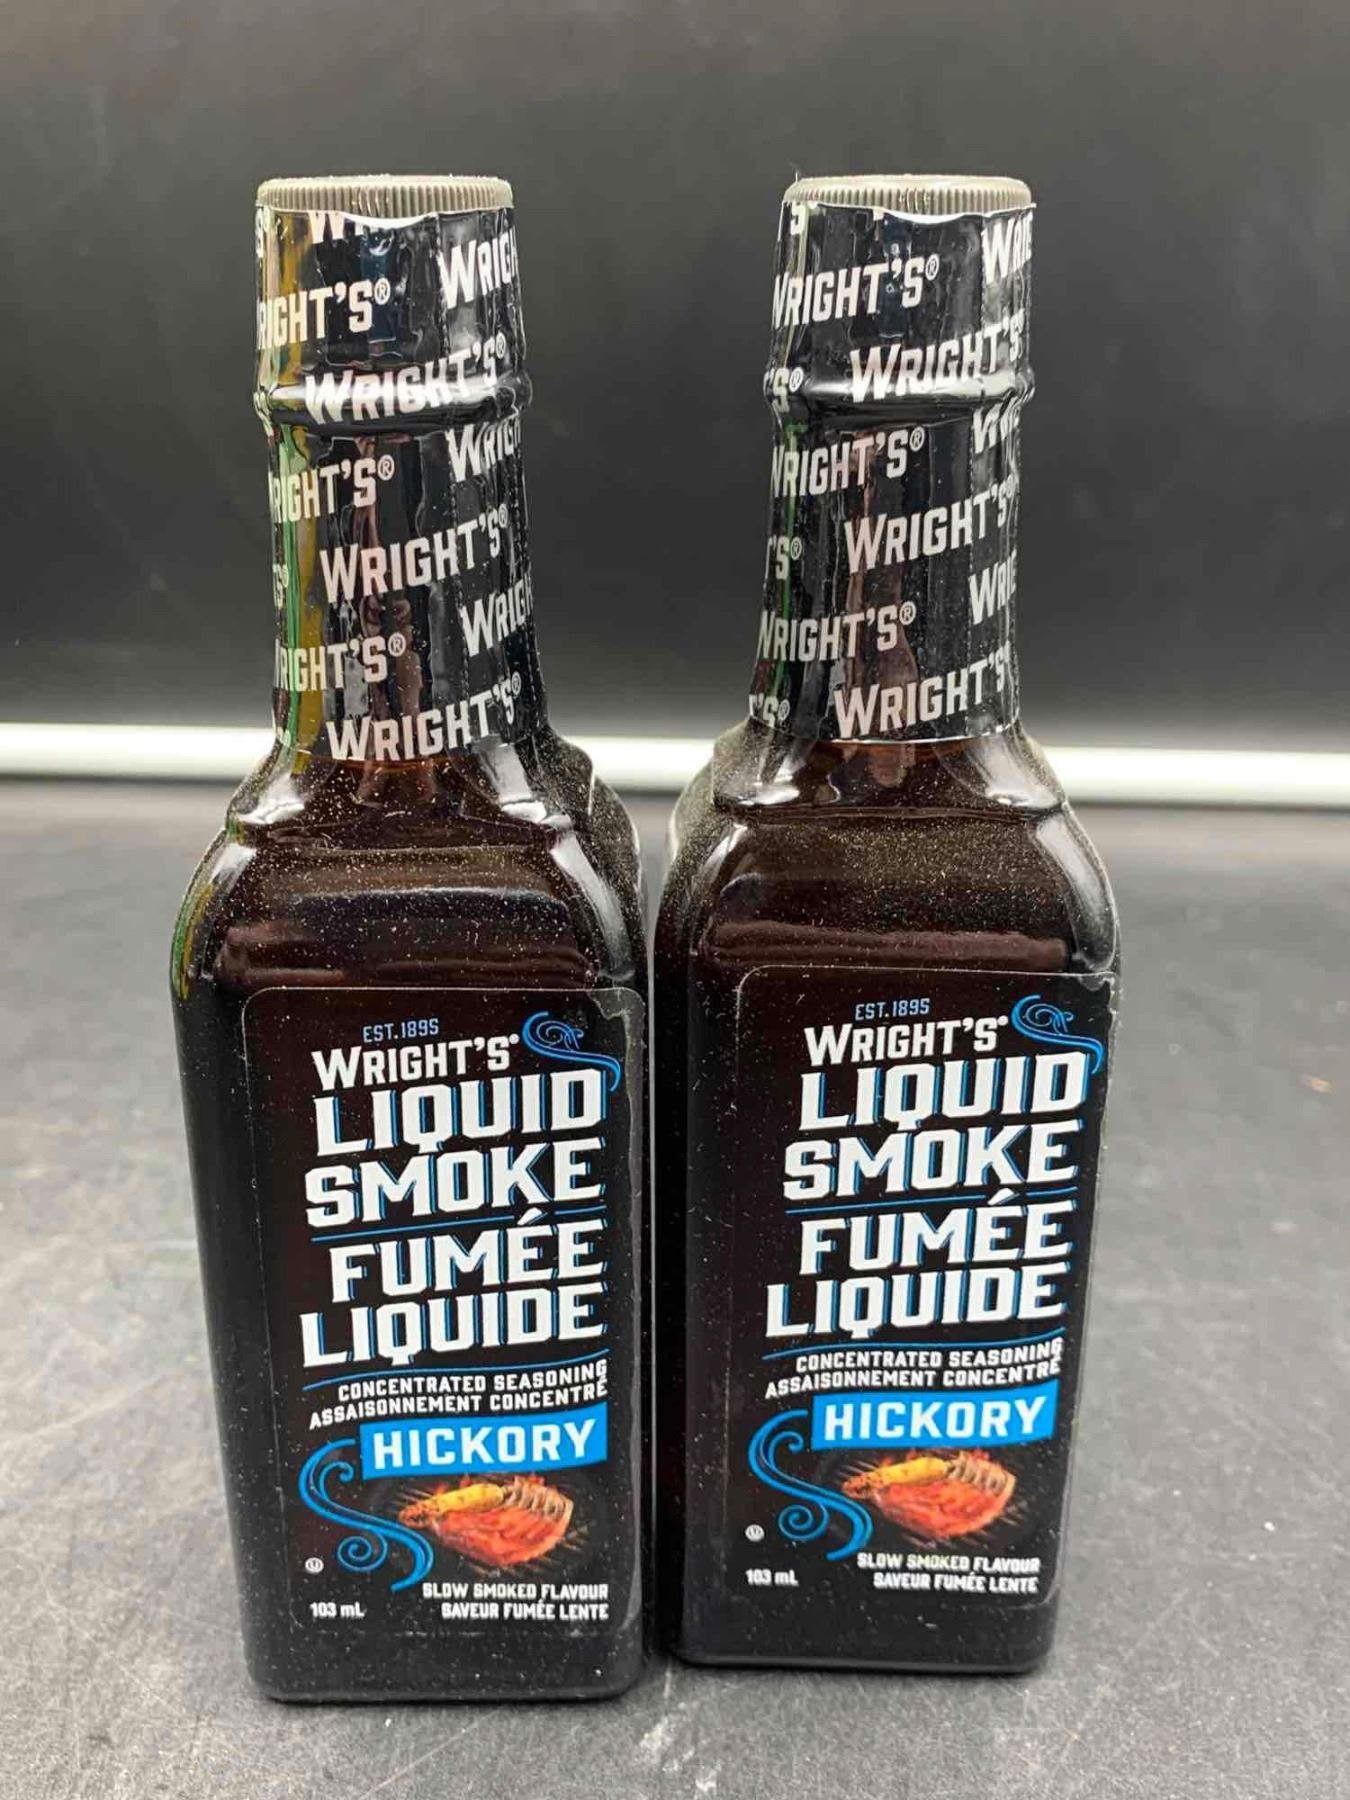 WRIGHT'S®
WRIGHT'S®
WRIGHT'S®
WRIGHT'S®
EST. 1895
WRIGHT'S®
LIQUID
SMOKE
FUMÉE
LIQUIDE
CONCENTRATED SEASONING
ASSAISONNEMENT CONCENTRÉ
HICKORY
U
SLOW SMOKED FLAVOUR
SAVEUR FUMÉE LENTE
103 mL
WRIGHT'S®
WRIGHT'S
WRIGHT'S®
WRIGHT'S
WRIGHT'S®
WRIGHT'S
EST. 1895
WRIGHT'S®
LIQUID
SMOKE
FUMÉE
LIQUIDE
CONCENTRATED SEASONING
ASSAISONNEMENT CONCENTRÉ
HICKORY
U
SLOW SMOKED FLAVOUR
SAVEUR FUMÉE LENTE
103 mL